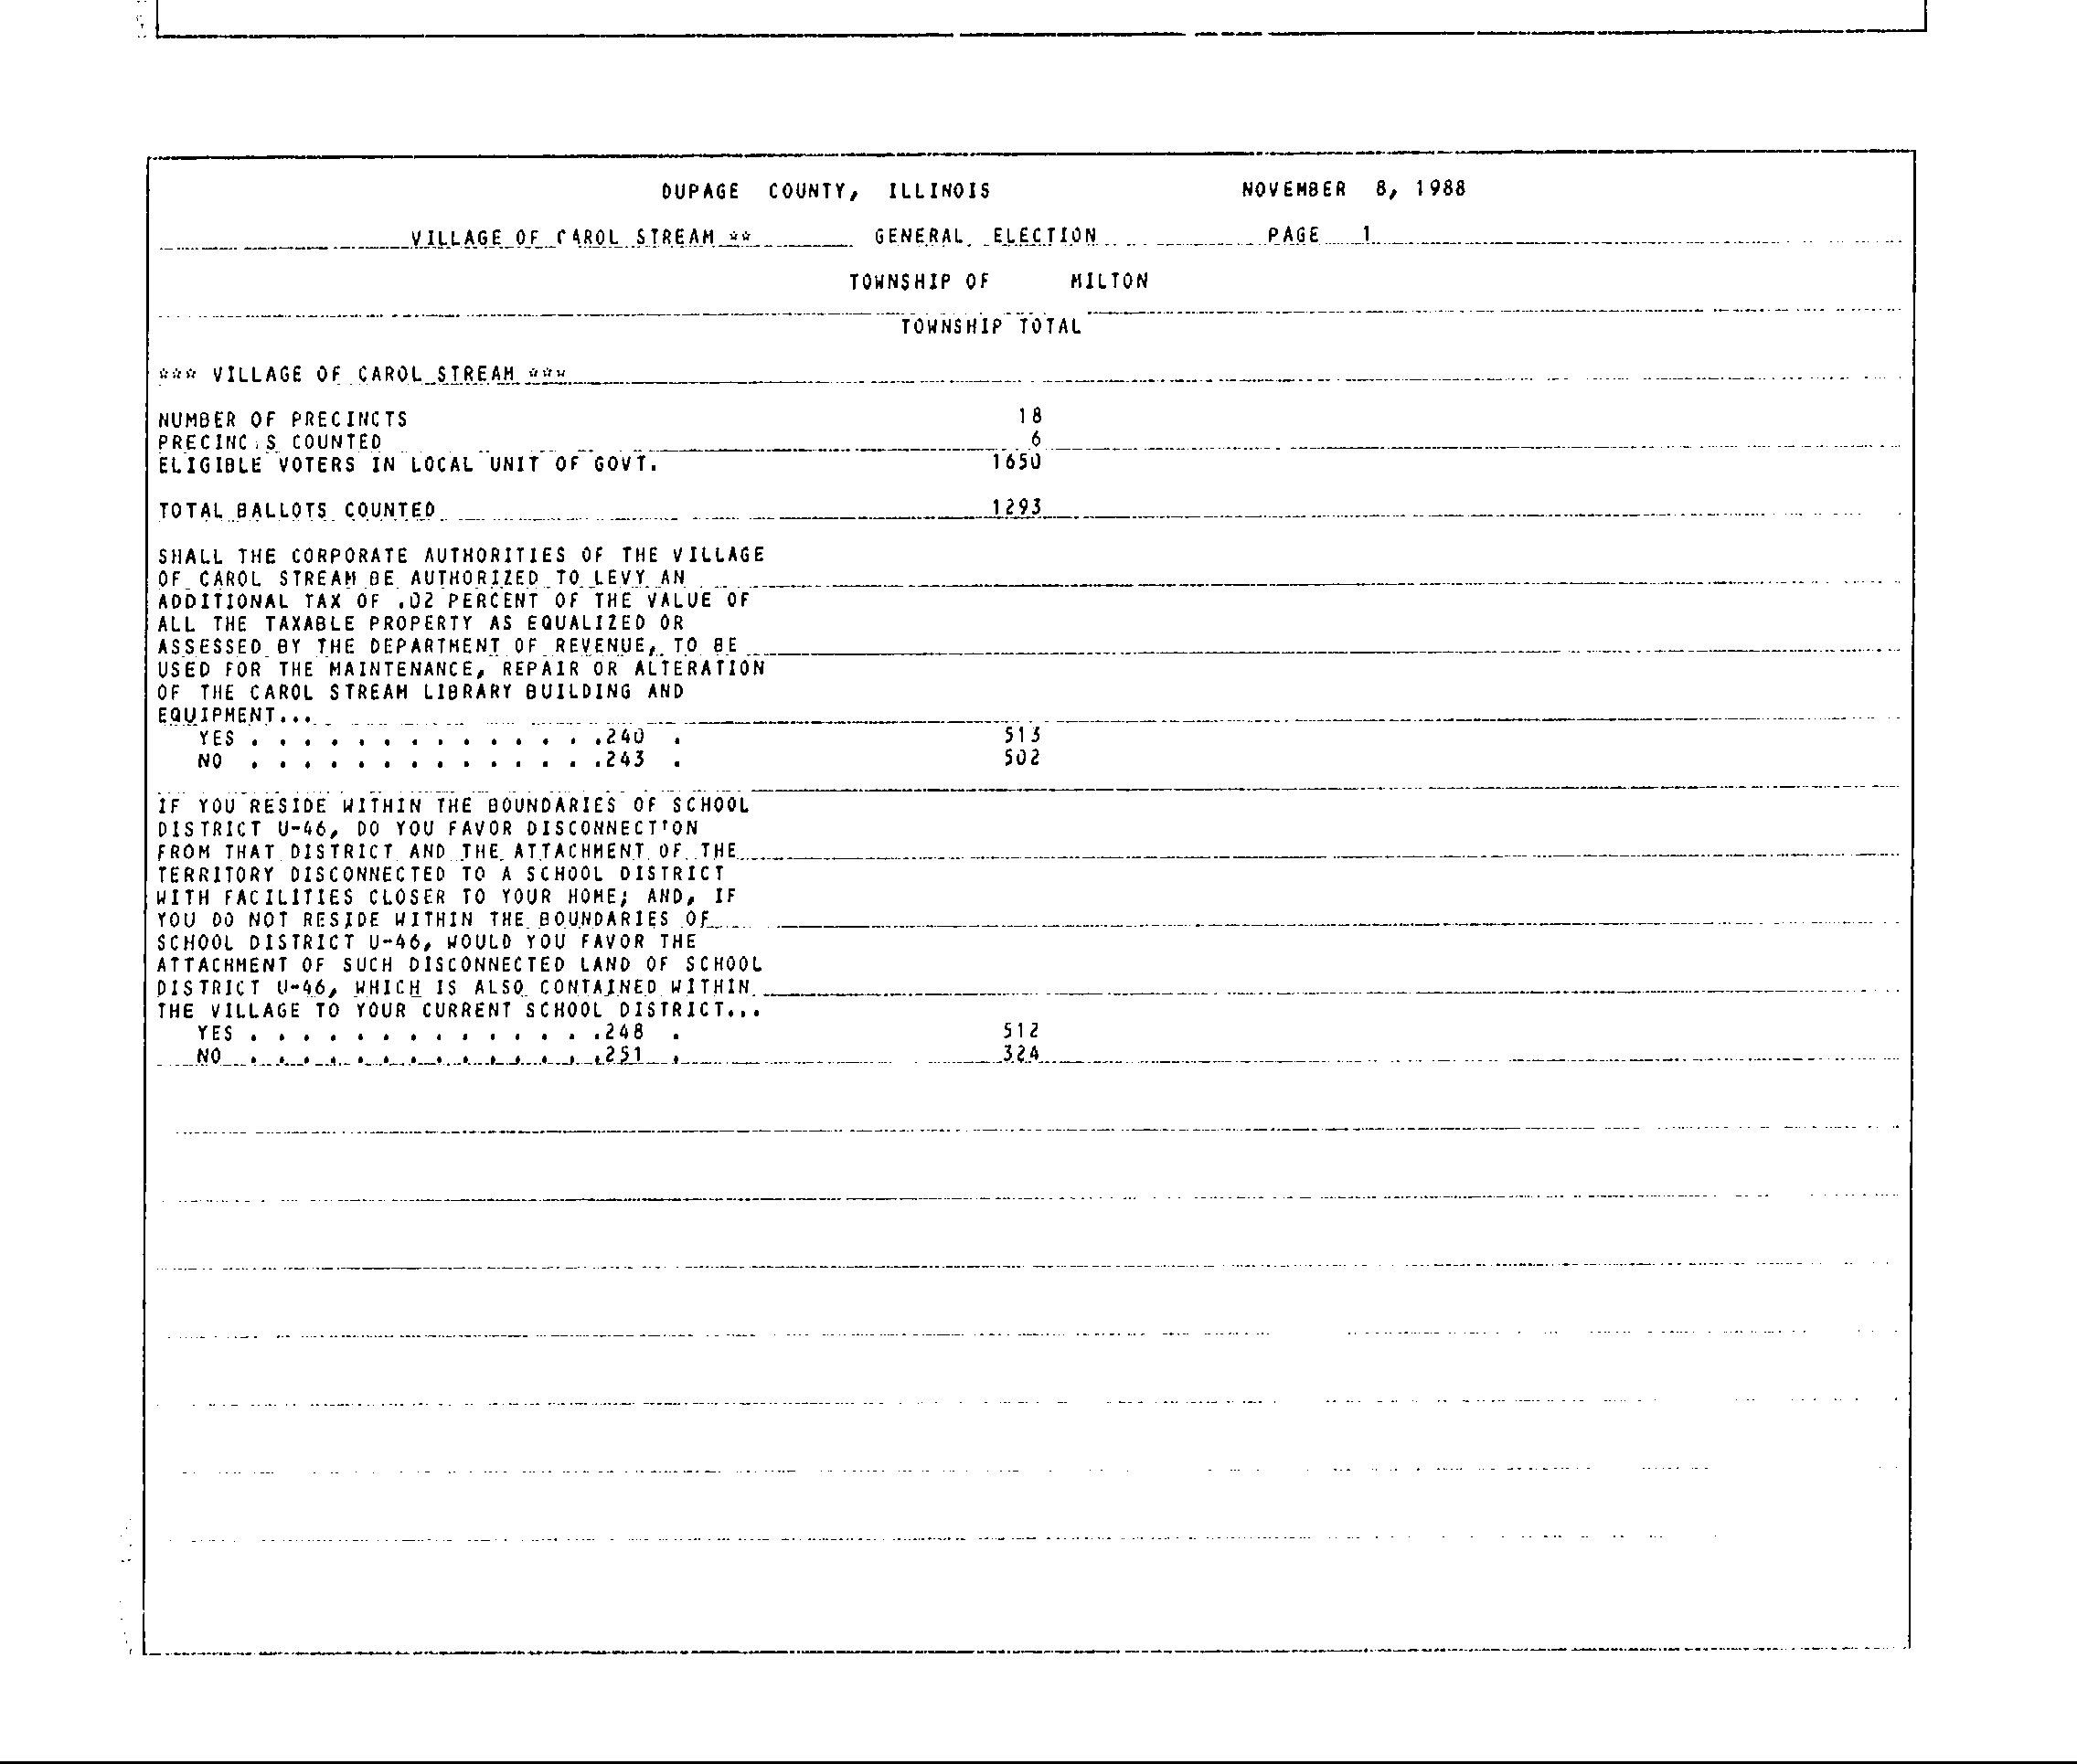 DUPAGE COUNTY, ILLINOIS NOVEMBER 8, 1988
VILLAGE OF CAROL STREAM ** GENERAL ELECTION PAGE 1
TOWNSHIP OF MILTON
TOWNSHIP TOTAL
*** VILLAGE OF CAROL STREAM ***
NUMBER OF PRECINCTS 18
PRECINC S COUNTED 6
ELIGIBLE VOTERS IN LOCAL UNIT OF GOVT. 1650
TOTAL BALLOTS COUNTED 1293
SHALL THE CORPORATE AUTHORITIES OF THE VILLAGE
OF CAROL STREAM BE AUTHORIZED TO LEVY AN
ADDITIONAL TAX OF .02 PERCENT OF THE VALUE OF
ALL THE TAXABLE PROPERTY AS EQUALIZED OR
ASSESSED BY THE DEPARTMENT OF REVENUE, TO BE
USED FOR THE MAINTENANCE, REPAIR OR ALTERATION
OF THE CAROL STREAM LIBRARY BUILDING AND
EQUIPMENT...
YES . . . . . . . . . . . . . .240 . 513
NO . . . . . . . . . . . . . .243 . 502
IF YOU RESIDE WITHIN THE BOUNDARIES OF SCHOOL
DISTRICT U-46, DO YOU FAVOR DISCONNECTION
FROM THAT DISTRICT AND THE ATTACHMENT OF THE
TERRITORY DISCONNECTED TO A SCHOOL DISTRICT
WITH FACILITIES CLOSER TO YOUR HOME; AND, IF
YOU DO NOT RESIDE WITHIN THE BOUNDARIES OF
SCHOOL DISTRICT U-46, WOULD YOU FAVOR THE
ATTACHMENT OF SUCH DISCONNECTED LAND OF SCHOOL
DISTRICT U-46, WHICH IS ALSO CONTAINED WITHIN
THE VILLAGE TO YOUR CURRENT SCHOOL DISTRICT...
YES . . . . . . . . . . . . . .248 . 512
NO . . . . . . . . . . . . . .251 . 324